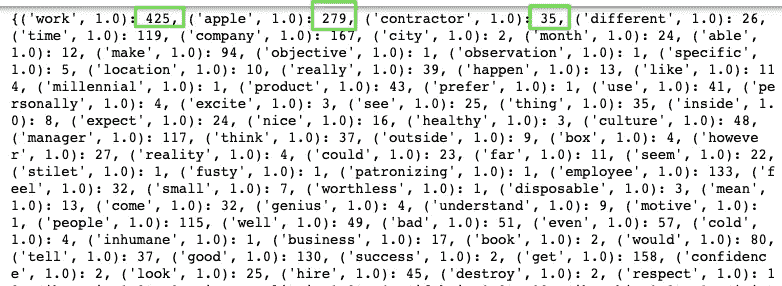 {('work', 1.0): 425, ('apple', 1.0): 279, ('contractor', 1.0): 35, ('different', 1.0): 26,
('time', 1.0): 119, ('company', 1.0): 167, ('city', 1.0): 2, ('month', 1.0): 24, ('able',
1.0): 12, ('make', 1.0): 94, ('objective', 1.0): 1, ('observation', 1.0): 1, ('specific',
1.0): 5, ('location', 1.0): 10, ('really', 1.0): 39, ('happen', 1.0): 13, ('like', 1.0): 11
4, ('millennial', 1.0): 1, ('product', 1.0): 43, ('prefer', 1.0): 1, ('use', 1.0): 41, ('pe
rsonally', 1.0): 4, ('excite', 1.0): 3, ('see', 1.0): 25, ('thing', 1.0): 35, ('inside', 1.
0): 8, ('expect', 1.0): 24, ('nice', 1.0): 16, ('healthy', 1.0): 3, ('culture', 1.0): 48,
('manager', 1.0): 117, ('think', 1.0): 37, ('outside', 1.0): 9, ('box', 1.0): 4, ('howeve
r', 1.0): 27, ('reality', 1.0): 4, ('could', 1.0): 23, ('far', 1.0): 11, ('seem', 1.0): 22,
('stilet', 1.0): 1, ('fusty', 1.0): 1, ('patronizing', 1.0): 1, ('employee', 1.0): 133, ('f
eel', 1.0): 32, ('small', 1.0): 7, ('worthless', 1.0): 1, ('disposable', 1.0): 3, ('mean',
1.0): 13, ('come', 1.0): 32, ('genius', 1.0): 4, ('understand', 1.0): 9, ('motive', 1.0):
1, ('people', 1.0): 115, ('well', 1.0): 49, ('bad', 1.0): 51, ('even', 1.0): 57, ('cold',
1.0): 4, ('inhumane', 1.0): 1, ('business', 1.0): 17, ('book', 1.0): 2, ('would', 1.0): 80,
('tell', 1.0): 37, ('good', 1.0): 130, ('success', 1.0): 2, ('get', 1.0): 158, ('confidenc
e', 1.0): 2, ('look', 1.0): 25, ('hire', 1.0): 45, ('destroy', 1.0): 2, ('respect', 1.0): 1